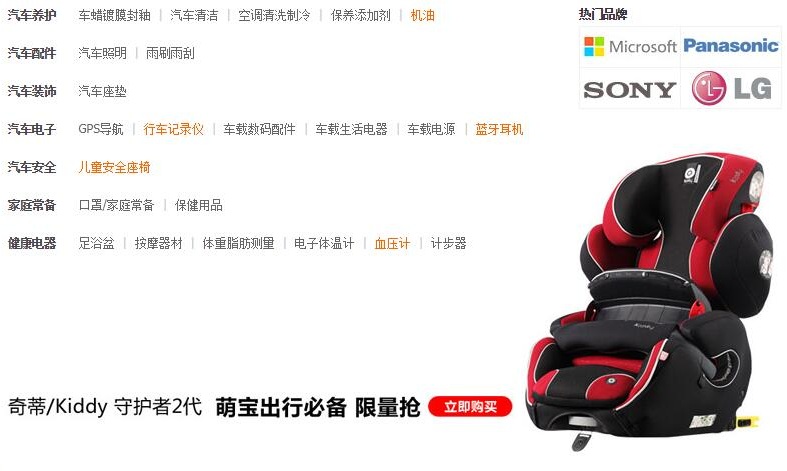 汽车养护 车蜡镀膜封釉 | 汽车清洁 | 空调清洗制冷 | 保养添加剂 | 机油
热门品牌
汽车配件 汽车照明 | 雨刷雨刮
Microsoft Panasonic
汽车装饰 汽车座垫
SONY LG
汽车电子 GPS导航 | 行车记录仪 | 车载数码配件 | 车载生活电器 | 车载电源 | 蓝牙耳机
汽车安全 儿童安全座椅
家庭常备 口罩/家庭常备 | 保健用品
健康电器 足浴盆 | 按摩器材 | 体重脂肪测量 | 电子体温计 | 血压计 | 计步器
kiddy
kiddy
奇蒂/Kiddy 守护者2代 萌宝出行必备 限量抢 立即购买